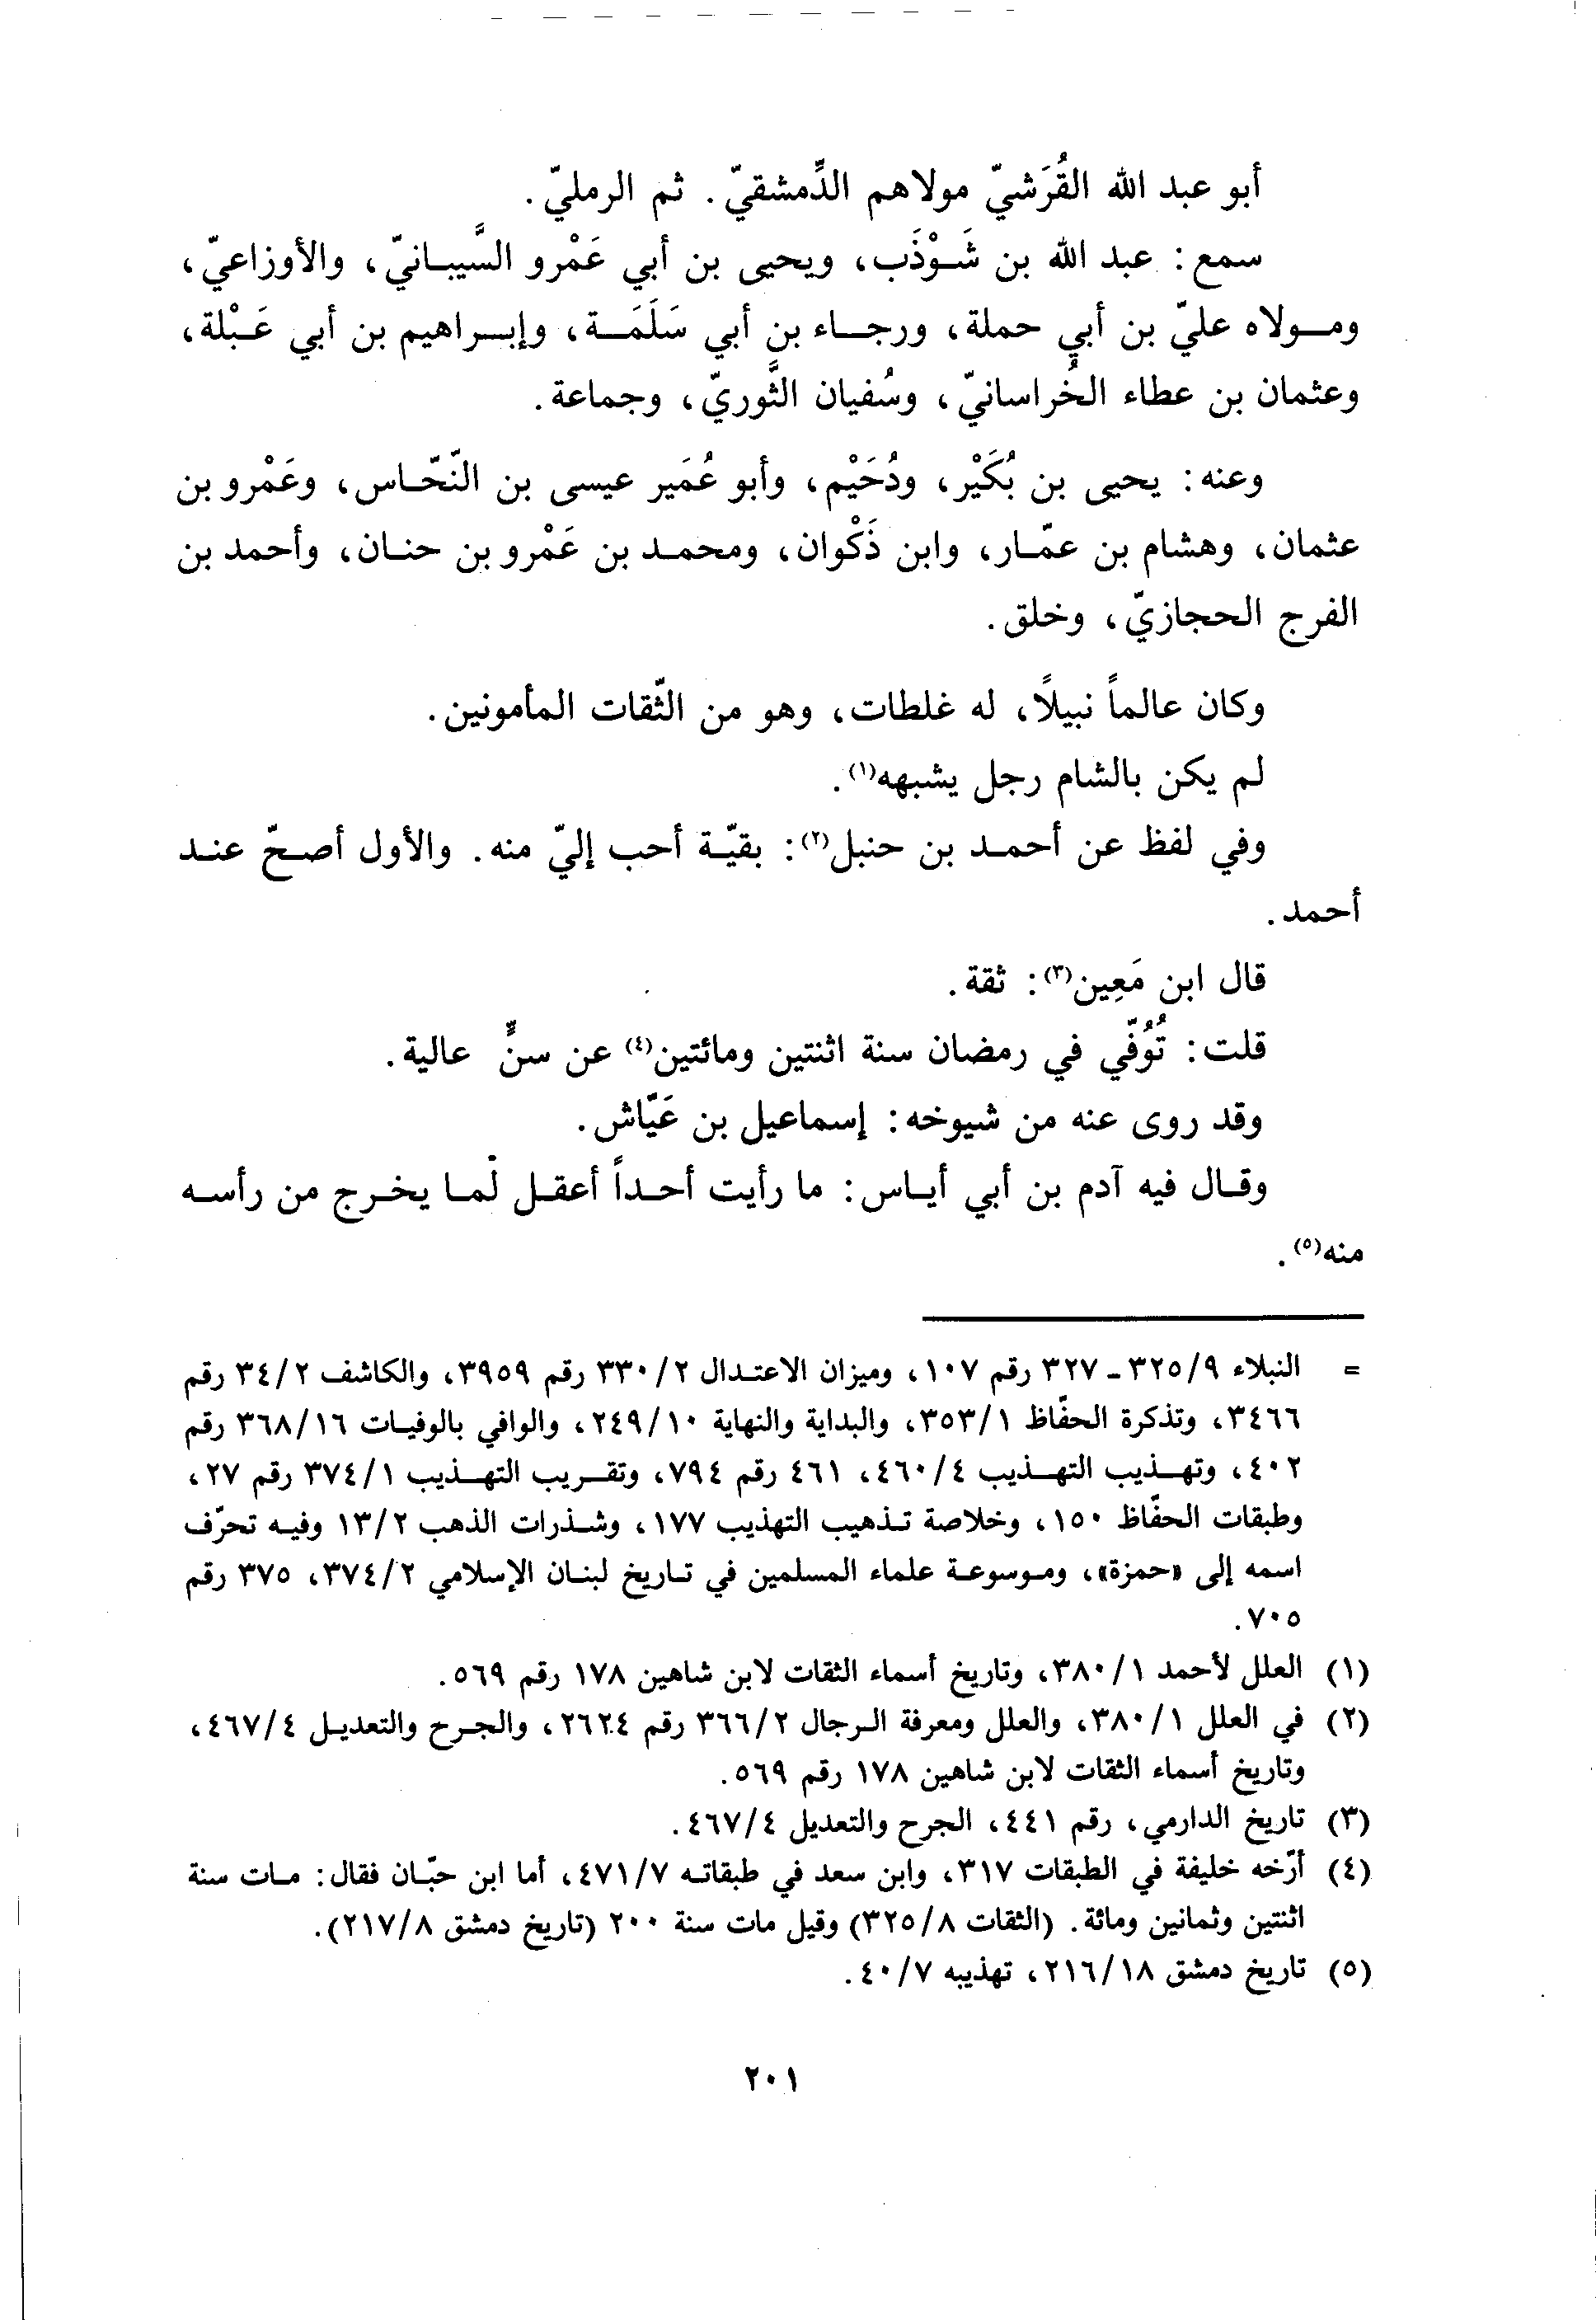 أبو عبد الله القُرَشيّ مولاهم الدِّمشقيّ. ثم الرمليّ.
سمع: عبد الله بن شَوْذَب، ويحيى بن أبي عَمْرو السَّيبانيّ، والأوزاعيّ،
ومولاه عليّ بن أبي حملة، ورجاء بن أبي سَلَمَة، وإبراهيم بن أبي عَبْلة،
وعثمان بن عطاء الخُراسانيّ، وسُفيان الثَّوريّ، وجماعة.
وعنه: يحيى بن بُكَيْر، ودُحَيْم، وأبو عُمَير عيسى بن النّحّاس، وعَمْرو بن
عثمان، وهشام بن عمّار، وابن ذَكْوان، ومحمد بن عَمْرو بن حنان، وأحمد بن
الفرج الحجازيّ، وخلق.
وكان عالماً نبيلاً، له غلطات، وهو من الثّقات المأمونين.
لم يكن بالشام رجل يشبهه(١).
وفي لفظ عن أحمد بن حنبل(٢): بقيّة أحب إليّ منه. والأول أصحّ عند
أحمد.
قال ابن مَعِين(٣): ثقة.
قلت: تُوُفّي في رمضان سنة اثنتين ومائتين(٤) عن سنٍّ عالية.
وقد روى عنه من شيوخه: إسماعيل بن عَيّاش.
وقال فيه آدم بن أبي أياس: ما رأيت أحداً أعقل لما يخرج من رأسه
منه(٥).
= النبلاء ٣٢٥/٩ - ٣٢٧ رقم ١٠٧، وميزان الاعتدال ٣٣٠/٢ رقم ٣٩٥٩، والكاشف ٣٤/٢ رقم
٣٤٦٦، وتذكرة الحفّاظ ٣٥٣/١، والبداية والنهاية ٢٤٩/١٠، والوافي بالوفيات ٣٦٨/١٦ رقم
٤٠٢، وتهذيب التهذيب ٤٦٠/٤، ٤٦١ رقم ٧٩٤، وتقريب التهذيب ٣٧٤/١ رقم ٢٧،
وطبقات الحفّاظ ١٥٠، وخلاصة تذهيب التهذيب ١٧٧، وشذرات الذهب ١٣/٢ وفيه تحرّف
اسمه إلى «حمزة»، وموسوعة علماء المسلمين في تاريخ لبنان الإسلامي ٣٧٤/٢، ٣٧٥ رقم
٧٠٥.
(١) العلل لأحمد ٣٨٠/١، وتاريخ أسماء الثقات لابن شاهين ١٧٨ رقم ٥٦٩.
(٢) في العلل ٣٨٠/١، والعلل ومعرفة الرجال ٣٦٦/٢ رقم ٢٦٢٤، والجرح والتعديل ٤٦٧/٤،
وتاريخ أسماء الثقات لابن شاهين ١٧٨ رقم ٥٦٩.
(٣) تاريخ الدارمي، رقم ٤٤١، الجرح والتعديل ٤٦٧/٤.
(٤) أرّخه خليفة في الطبقات ٣١٧، وابن سعد في طبقاته ٤٧١/٧، أما ابن حبّان فقال: مات سنة
اثنتين وثمانين ومائة. (الثقات ٣٢٥/٨) وقيل مات سنة ٢٠٠ (تاريخ دمشق ٢١٧/٨).
(٥) تاريخ دمشق ٢١٦/١٨، تهذيبه ٤٠/٧.
٢٠١